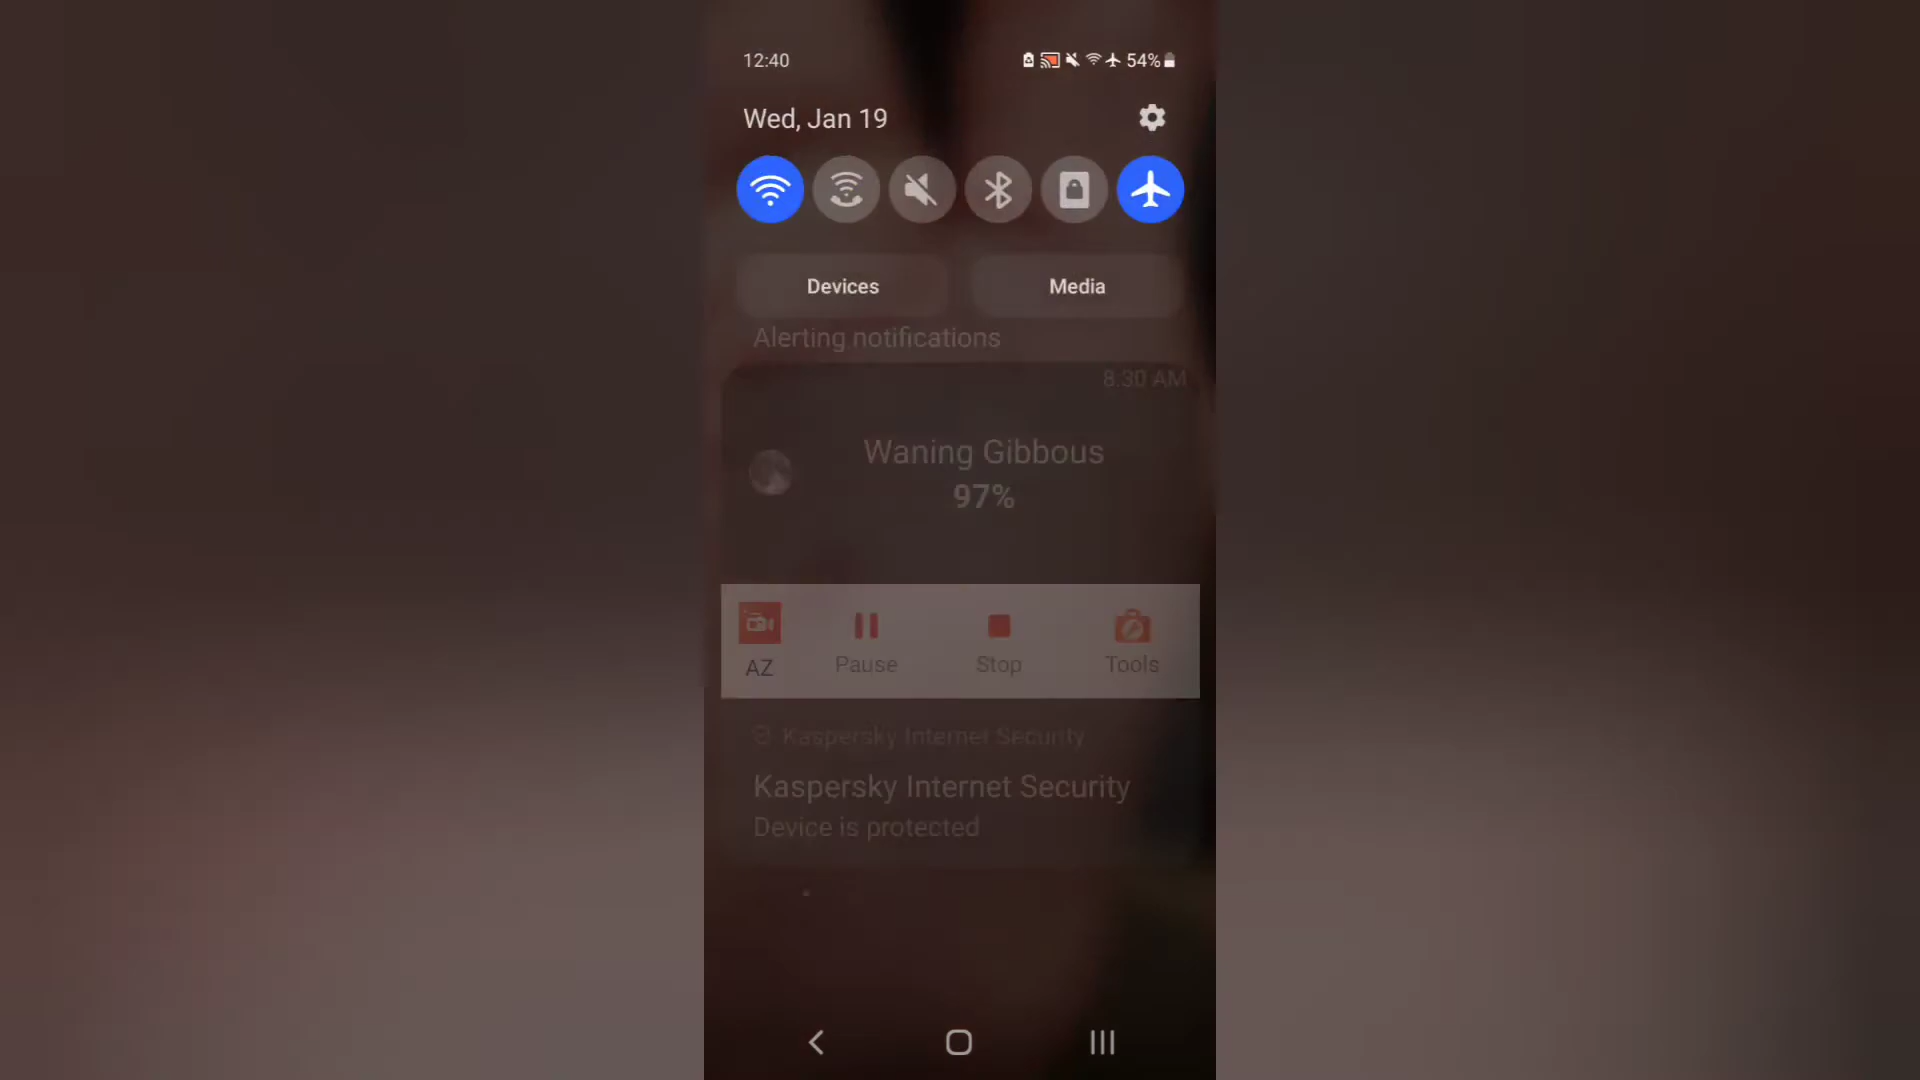 12:40
54%
Wed, Jan 19
Devices
Media
Alerting notifications
8:30 AM
Waning Gibbous
97%
AZ
Pause
Stop
Tools
Kaspersky Internet Security
Kaspersky Internet Security
Device is protected